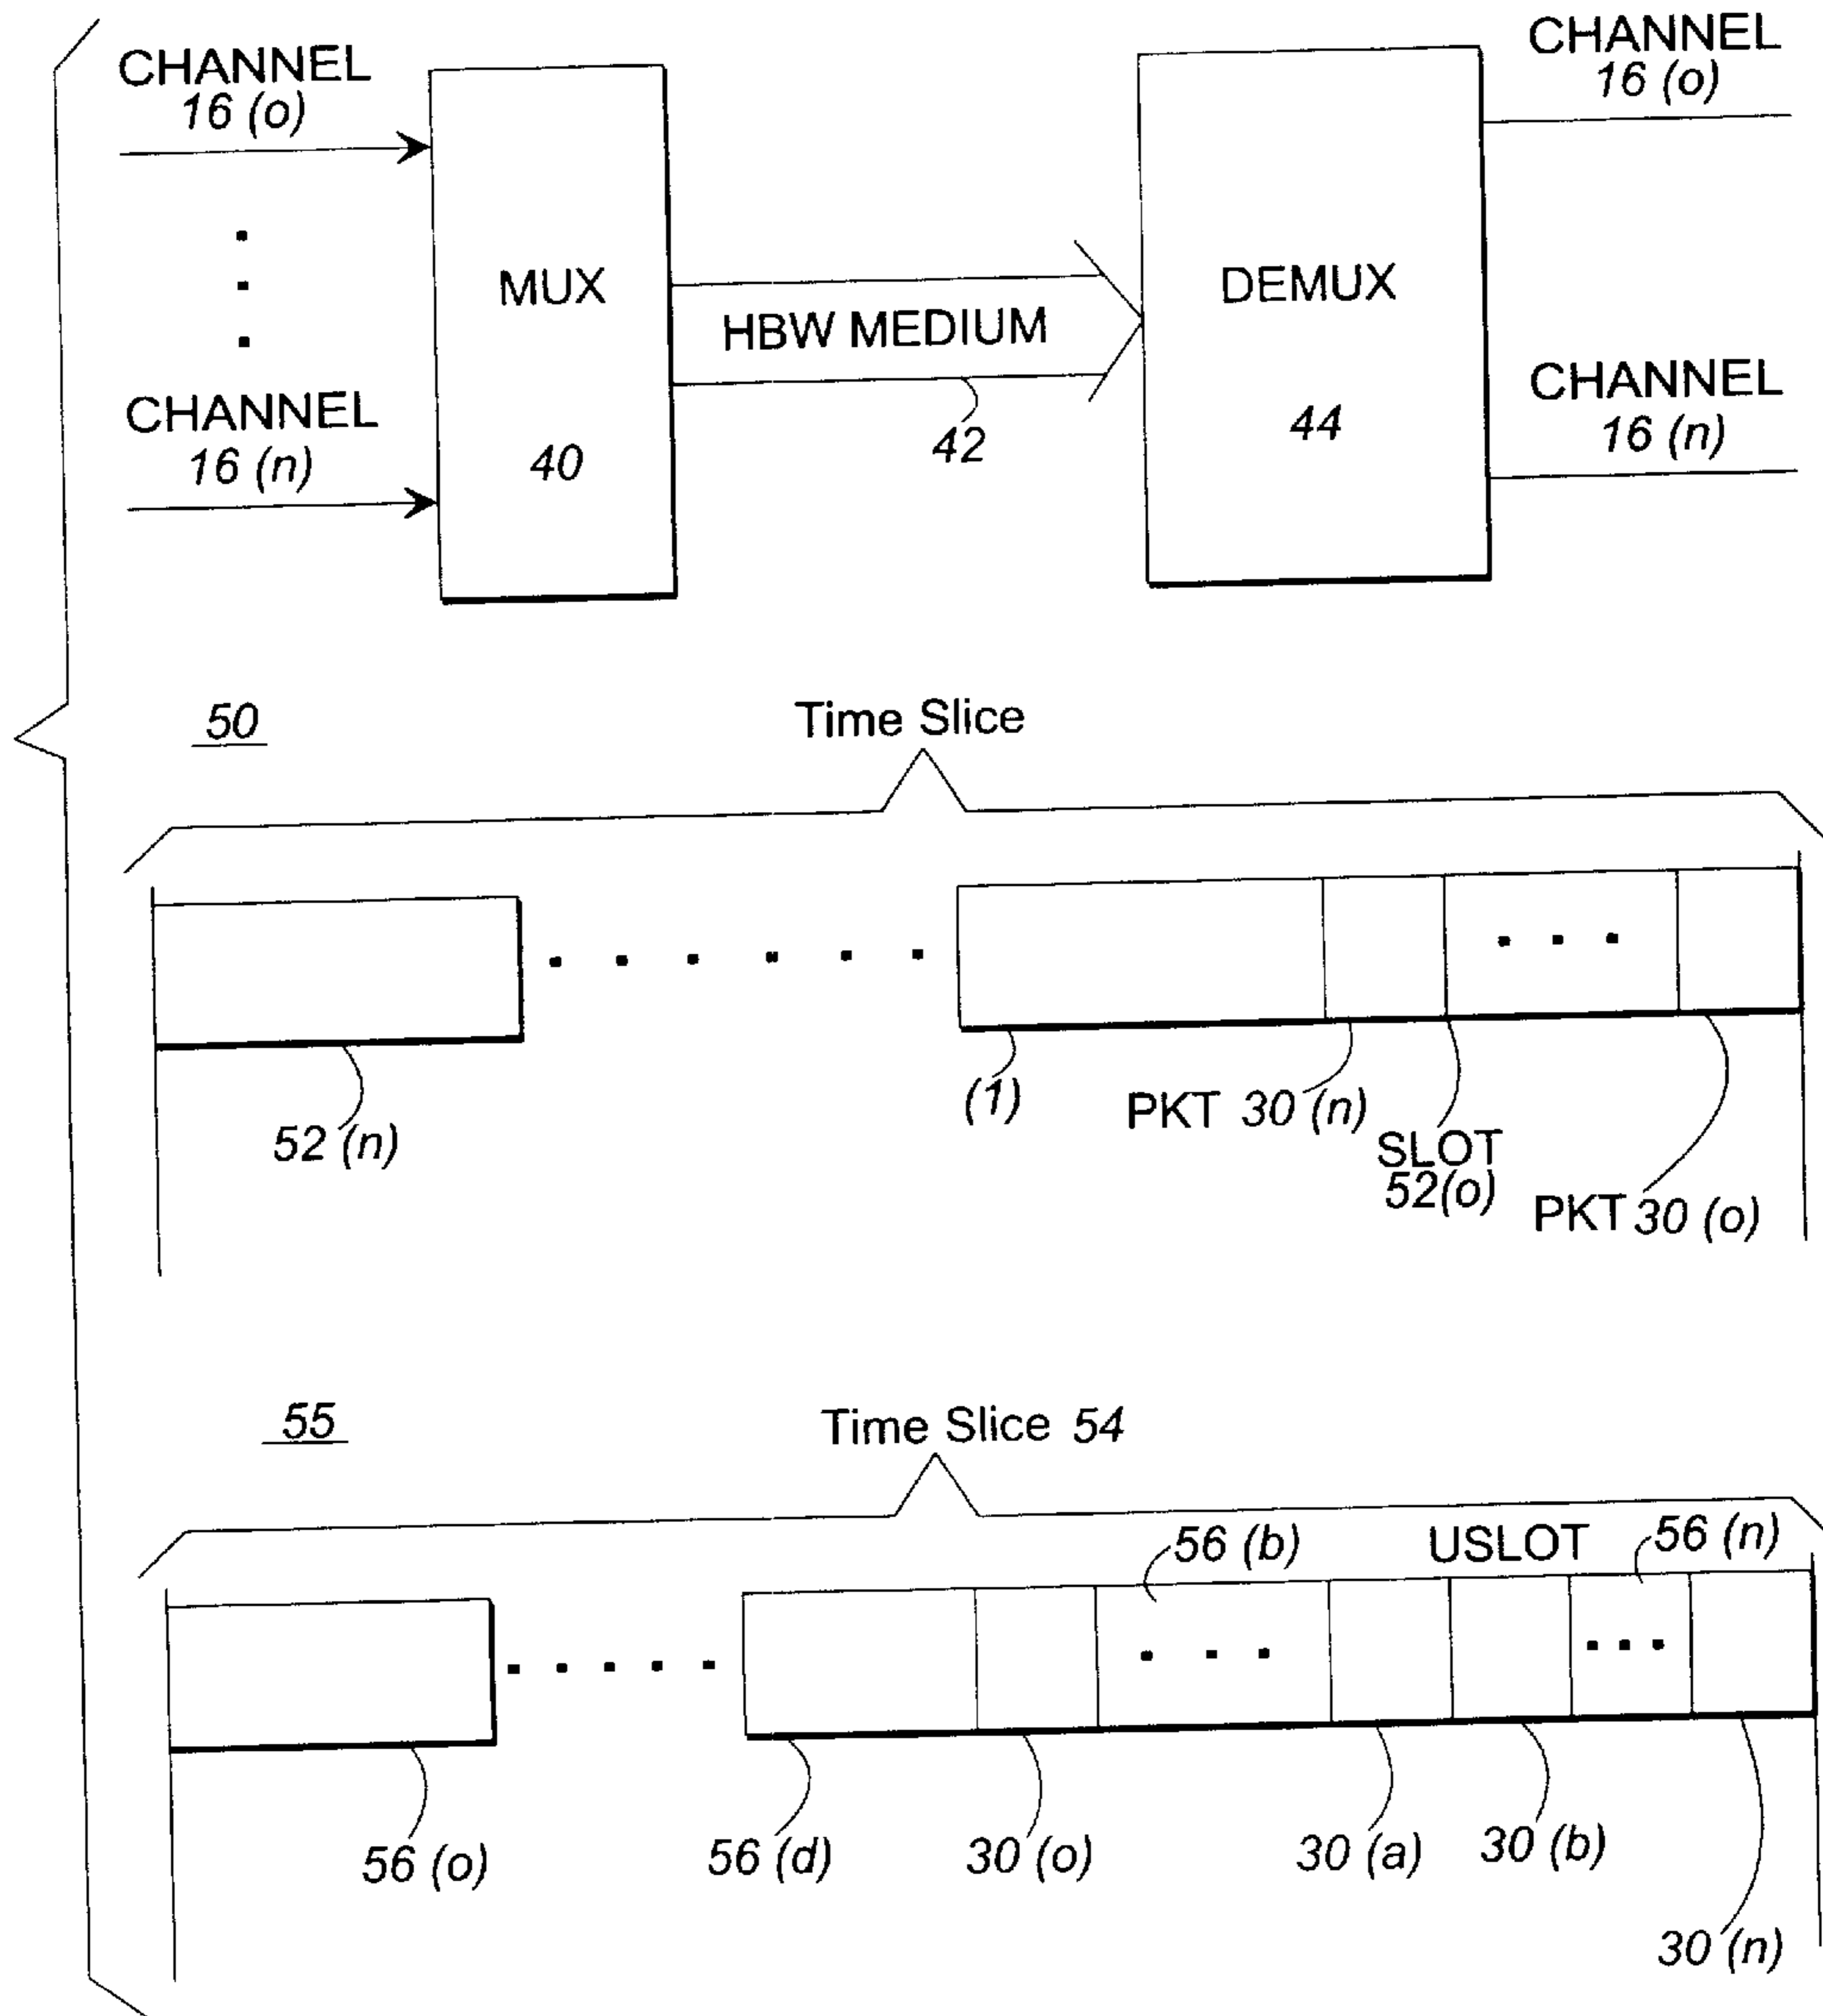 CHANNEL
16 (o)
CHANNEL
16 (o)
MUX
DEMUX
HBW MEDIUM
CHANNEL
16 (n)
40
42
44
CHANNEL
16 (n)
50
Time Slice
52 (n)
(1)
PKT 30 (n)
SLOT
52(o)
PKT 30 (o)
55
Time Slice 54
56 (b)
USLOT
56 (n)
56 (o)
56 (d)
30 (o)
30 (a)
30 (b)
30 (n)